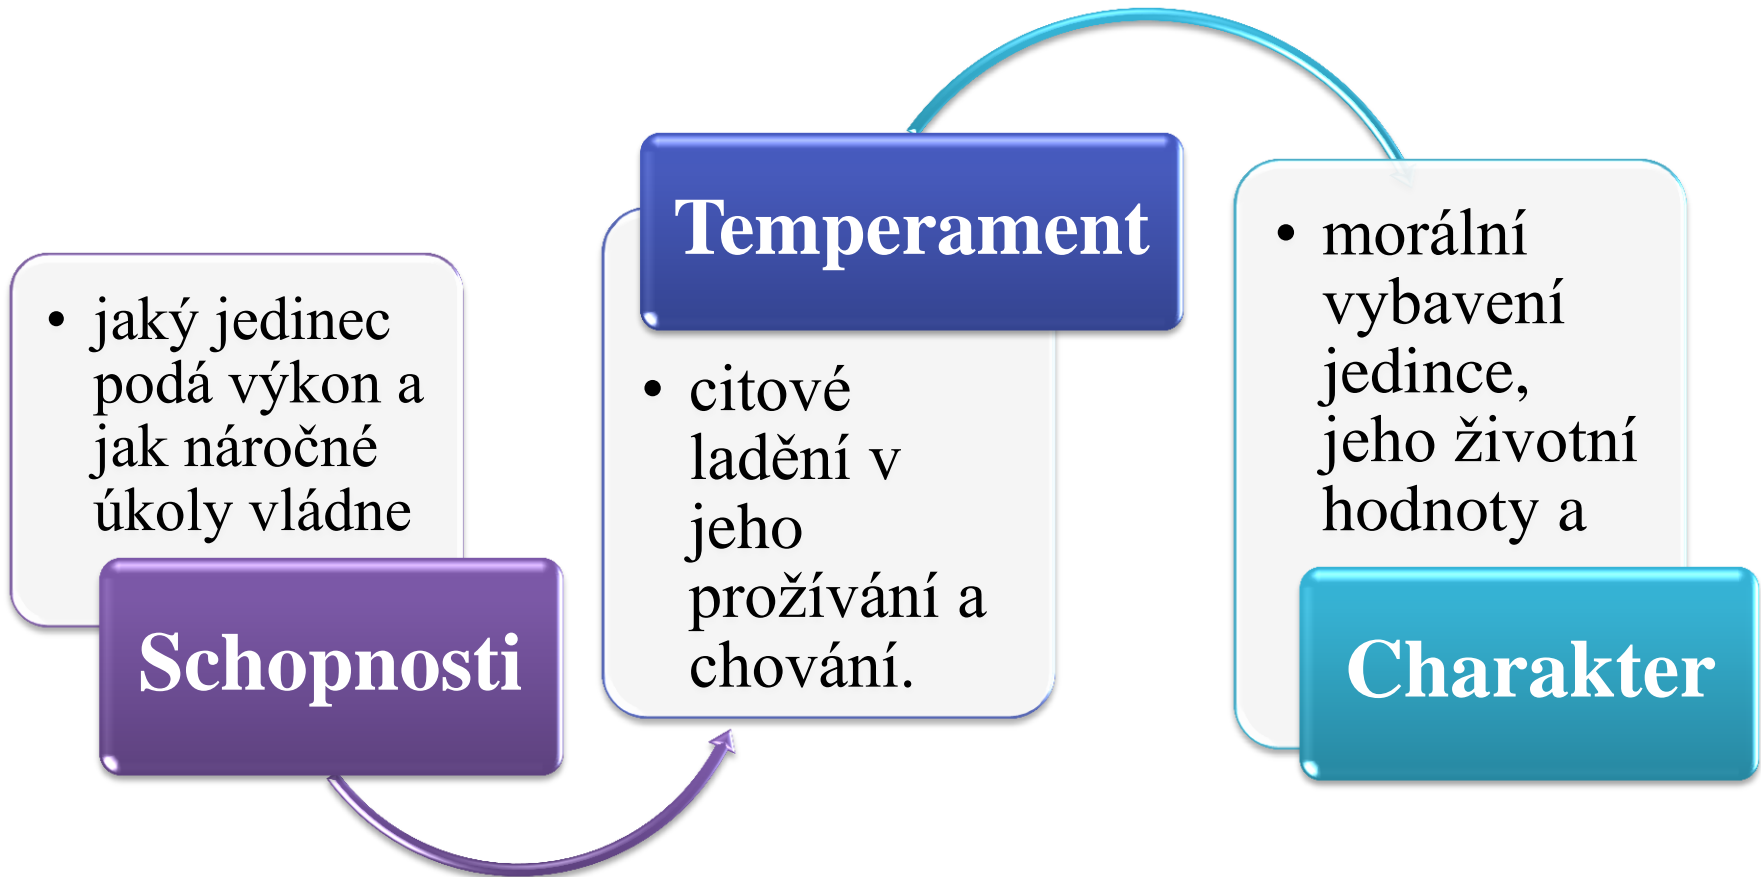 • jaký jedinec
podá výkon a
jak náročné
úkoly vládne
Schopnosti
Temperament
• citové
ladění v
jeho
prožívání a
chování.
• morální
vybavení
jedince,
jeho životní
hodnoty a
Charakter